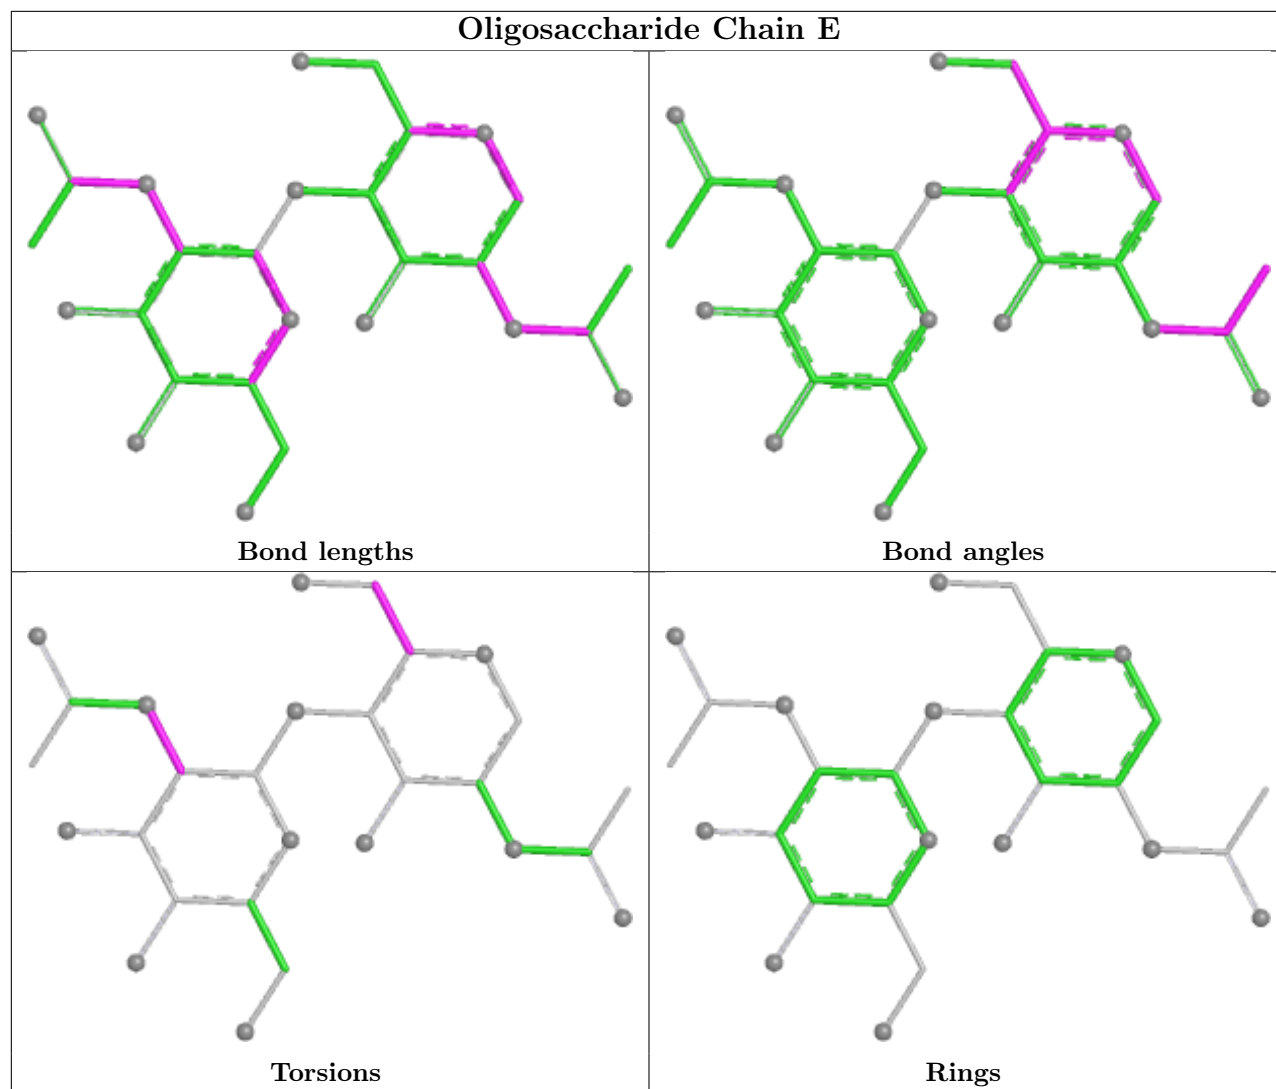 Oligosaccharide Chain E
Bond lengths
Bond angles
Torsions
Rings